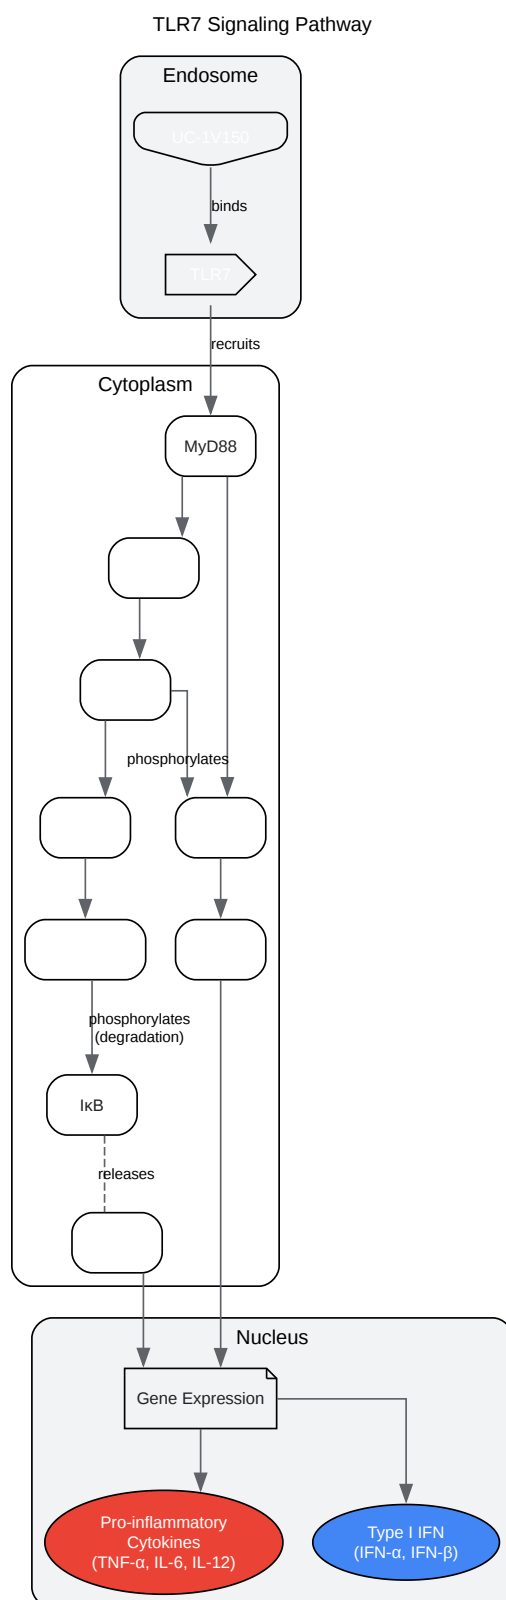 TLR7 Signaling Pathway
Endosome
UC-1V150
binds
TLR7
recruits
Cytoplasm
MyD88
phosphorylates
phosphorylates
(degradation)
IκB
releases
Nucleus
Gene Expression
Pro-inflammatory
Cytokines
(TNF-α, IL-6, IL-12)
Type I IFN
(IFN-α, IFN-β)